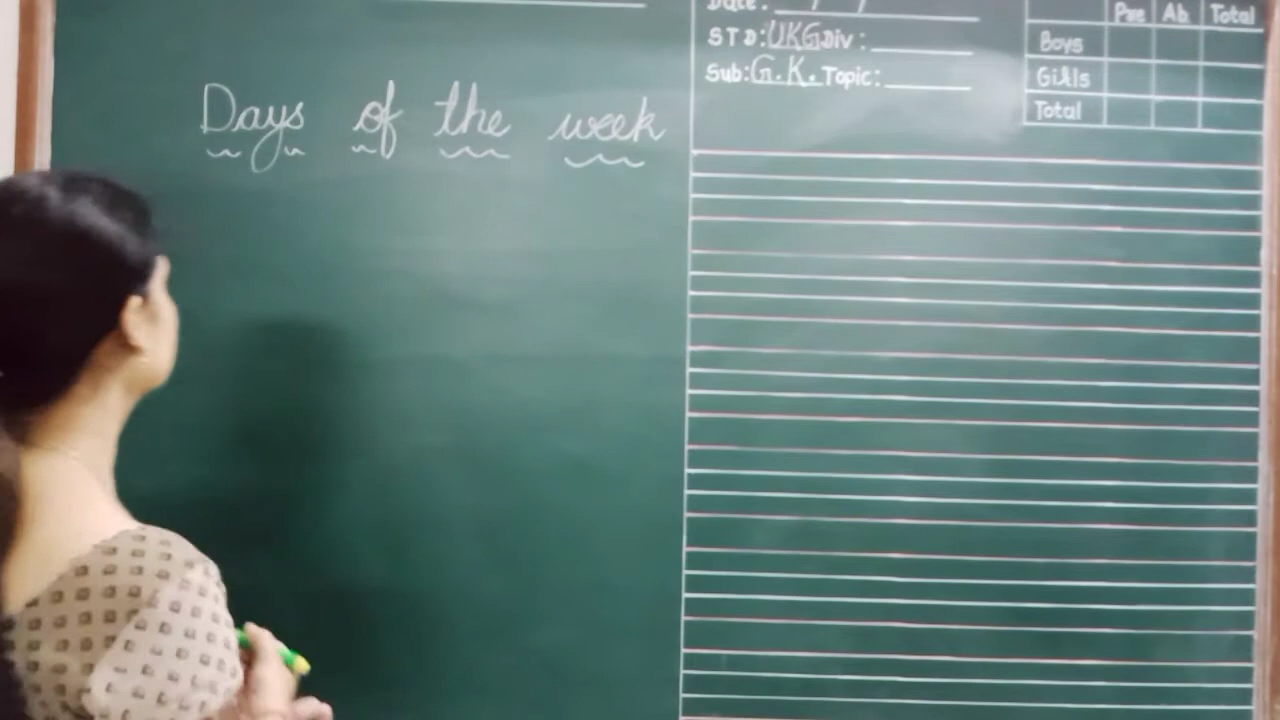 Days of the week
Date: / /
STD: UKG Div:
Sub: G.K. Topic:
Pre Ab Total
Boys
Girls
Total